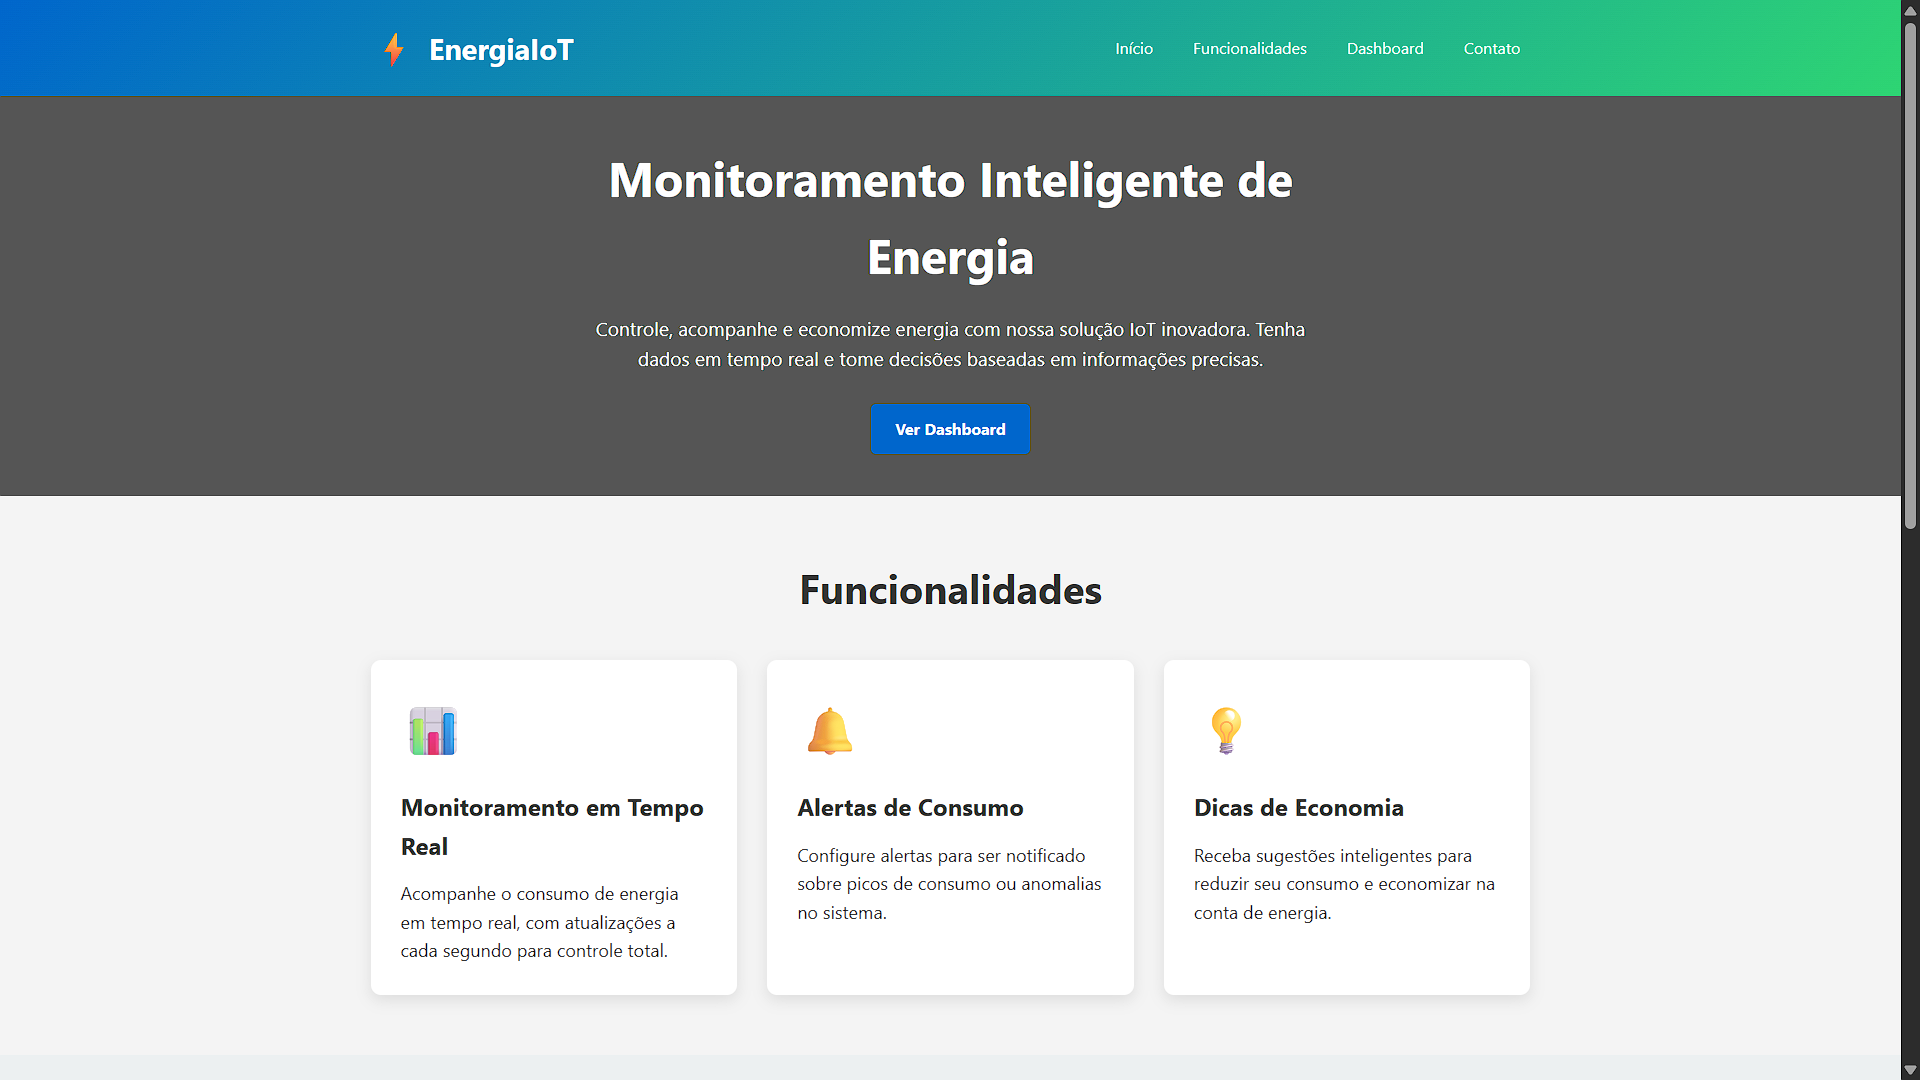 EnergiaIoT
Início
Funcionalidades
Dashboard
Contato
Monitoramento Inteligente de
Energia
Controle, acompanhe e economize energia com nossa solução IoT inovadora. Tenha
dados em tempo real e tome decisões baseadas em informações precisas.
Ver Dashboard
Funcionalidades
Monitoramento em Tempo
Real
Acompanhe o consumo de energia
em tempo real, com atualizações a
cada segundo para controle total.
Alertas de Consumo
Configure alertas para ser notificado
sobre picos de consumo ou anomalias
no sistema.
Dicas de Economia
Receba sugestões inteligentes para
reduzir seu consumo e economizar na
conta de energia.